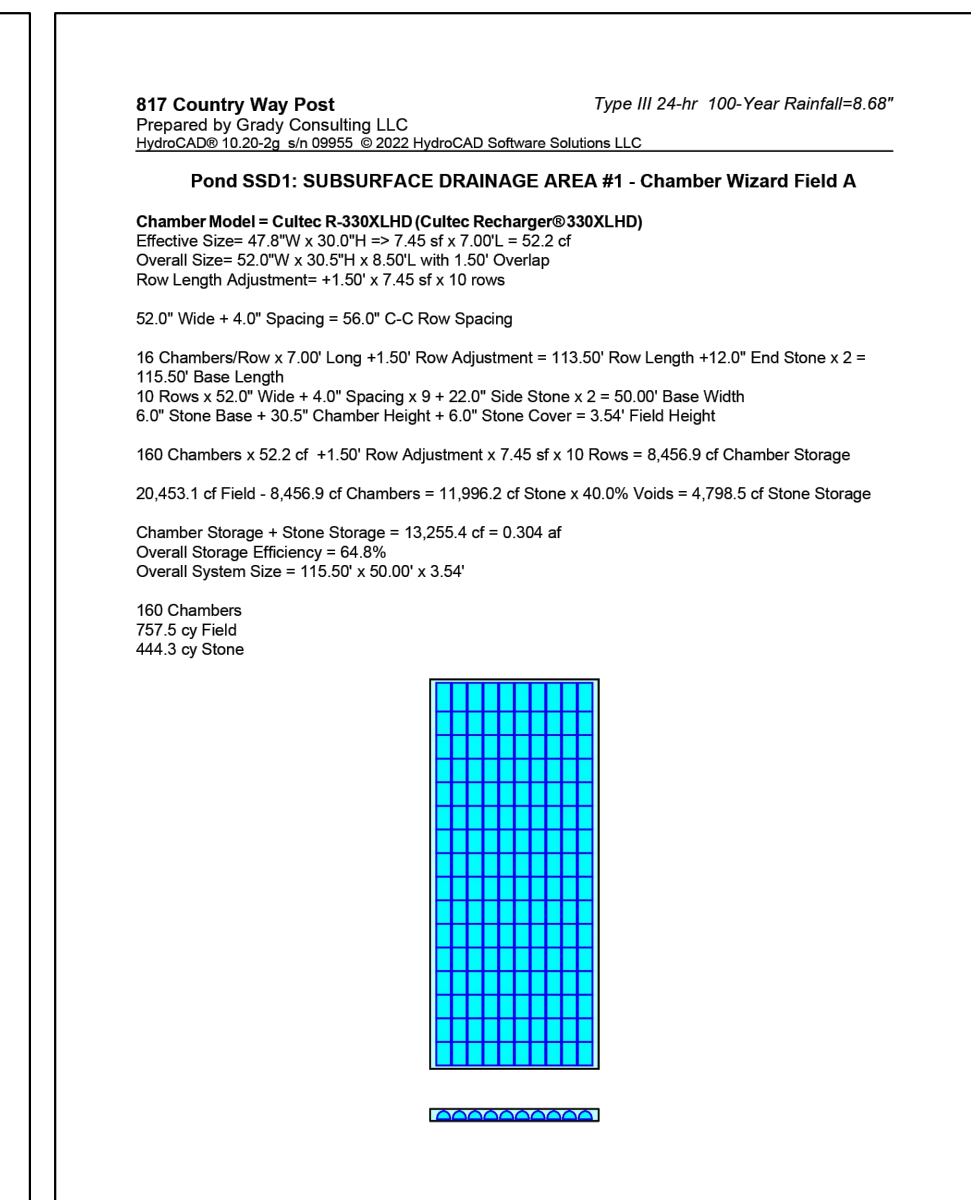 817 Country Way Post
Type III 24-hr 100-Year Rainfall=8.68"
Prepared by Grady Consulting LLC
HydroCAD® 10.20-2g s/n 09955 © 2022 HydroCAD Software Solutions LLC
Pond SSD1: SUBSURFACE DRAINAGE AREA #1 - Chamber Wizard Field A
Chamber Model = Cultec R-330XLHD (Cultec Recharger® 330XLHD)
Effective Size= 47.8"W x 30.0"H => 7.45 sf x 7.00'L = 52.2 cf
Overall Size= 52.0"W x 30.5"H x 8.50'L with 1.50' Overlap
Row Length Adjustment= +1.50' x 7.45 sf x 10 rows
52.0" Wide + 4.0" Spacing = 56.0" C-C Row Spacing
16 Chambers/Row x 7.00' Long +1.50' Row Adjustment = 113.50' Row Length +12.0" End Stone x 2 =
115.50' Base Length
10 Rows x 52.0" Wide + 4.0" Spacing x 9 + 22.0" Side Stone x 2 = 50.00' Base Width
6.0" Stone Base + 30.5" Chamber Height + 6.0" Stone Cover = 3.54' Field Height
160 Chambers x 52.2 cf +1.50' Row Adjustment x 7.45 sf x 10 Rows = 8,456.9 cf Chamber Storage
20,453.1 cf Field - 8,456.9 cf Chambers = 11,996.2 cf Stone x 40.0% Voids = 4,798.5 cf Stone Storage
Chamber Storage + Stone Storage = 13,255.4 cf = 0.304 af
Overall Storage Efficiency = 64.8%
Overall System Size = 115.50' x 50.00' x 3.54'
160 Chambers
757.5 cy Field
444.3 cy Stone